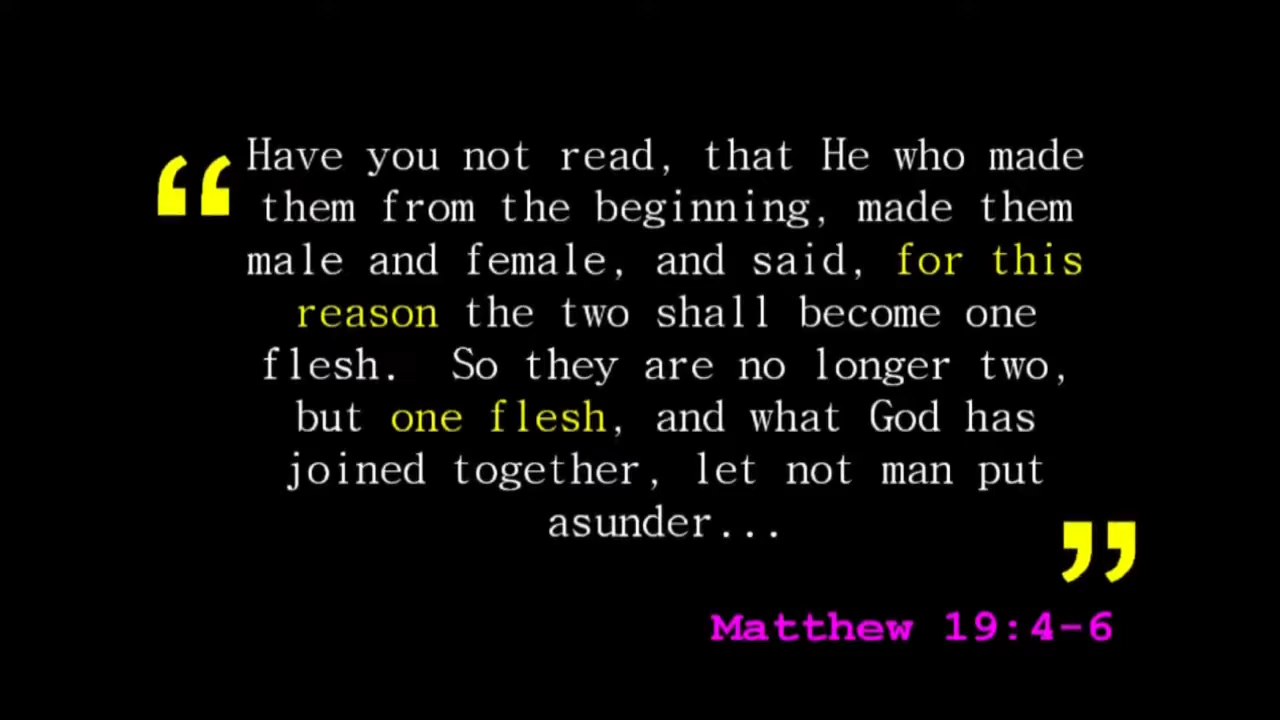 “Have you not read, that He who made
them from the beginning, made them
male and female, and said, for this
reason the two shall become one
flesh.  So they are no longer two,
but one flesh, and what God has
joined together, let not man put
asunder...
”
Matthew 19:4-6